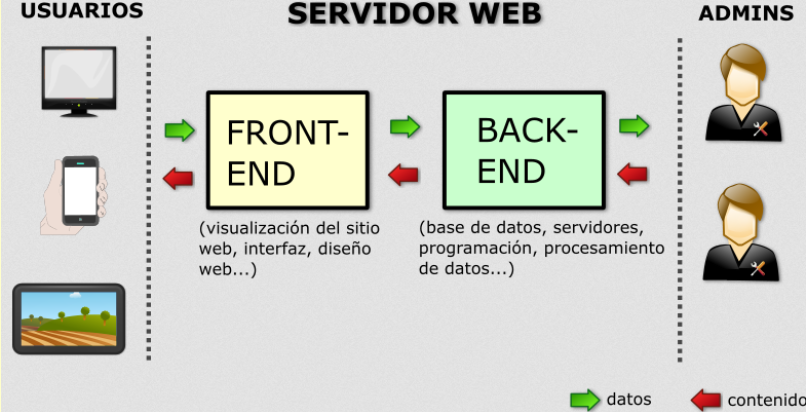 USUARIOS
SERVIDOR WEB
ADMINS
FRONT-
END
BACK-
END
(visualización del sitio
web, interfaz, diseño
web...)
(base de datos, servidores,
programación, procesamiento
de datos...)
datos
contenido